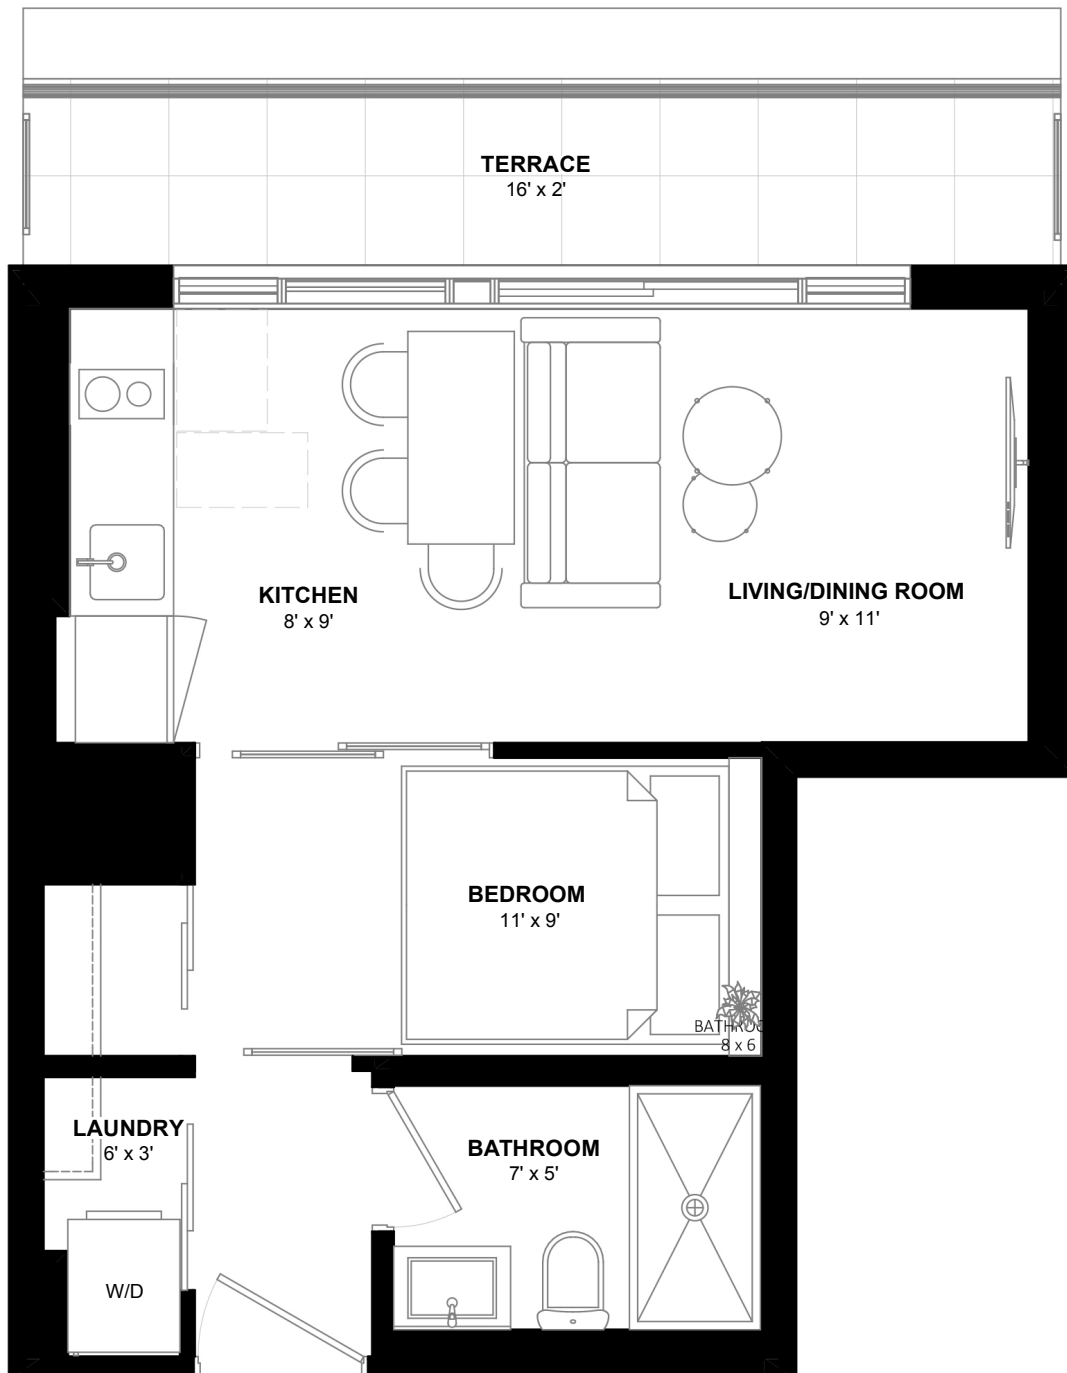 TERRACE
16' x 2'
KITCHEN
8' x 9'
LIVING/DINING ROOM
9' x 11'
BEDROOM
11' x 9'
8 x 6
LAUNDRY
6' x 3'
BATHROOM
7' x 5'
W/D